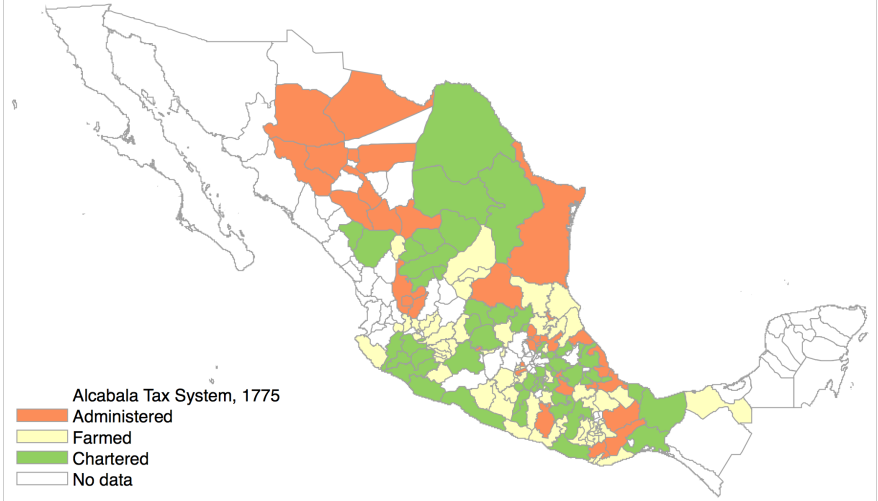 Alcabala Tax System, 1775
Administered
Farmed
Chartered
No data